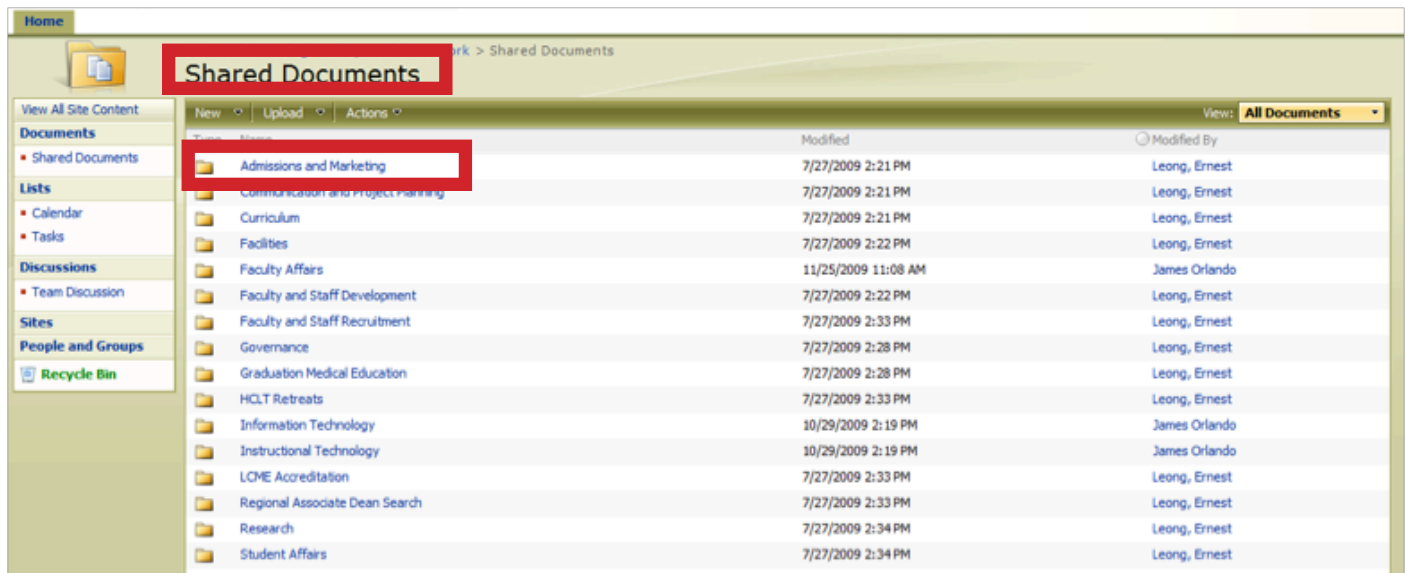 Home
> Shared Documents
Shared Documents
View All Site Content
Documents
Shared Documents
Lists
Calendar
Tasks
Discussions
Team Discussion
Sites
People and Groups
Recycle Bin
New Upload Actions View: All Documents
Type Name Modified Modified By
Admissions and Marketing 7/27/2009 2:21 PM Leong, Ernest
Communication and Project Planning 7/27/2009 2:21 PM Leong, Ernest
Curriculum 7/27/2009 2:21 PM Leong, Ernest
Facilities 7/27/2009 2:22 PM Leong, Ernest
Faculty Affairs 11/25/2009 11:08 AM James Orlando
Faculty and Staff Development 7/27/2009 2:22 PM Leong, Ernest
Faculty and Staff Recruitment 7/27/2009 2:33 PM Leong, Ernest
Governance 7/27/2009 2:28 PM Leong, Ernest
Graduation Medical Education 7/27/2009 2:28 PM Leong, Ernest
HCLT Retreats 7/27/2009 2:33 PM Leong, Ernest
Information Technology 10/29/2009 2:19 PM James Orlando
Instructional Technology 10/29/2009 2:19 PM James Orlando
LCME Accreditation 7/27/2009 2:33 PM Leong, Ernest
Regional Associate Dean Search 7/27/2009 2:33 PM Leong, Ernest
Research 7/27/2009 2:34 PM Leong, Ernest
Student Affairs 7/27/2009 2:34 PM Leong, Ernest